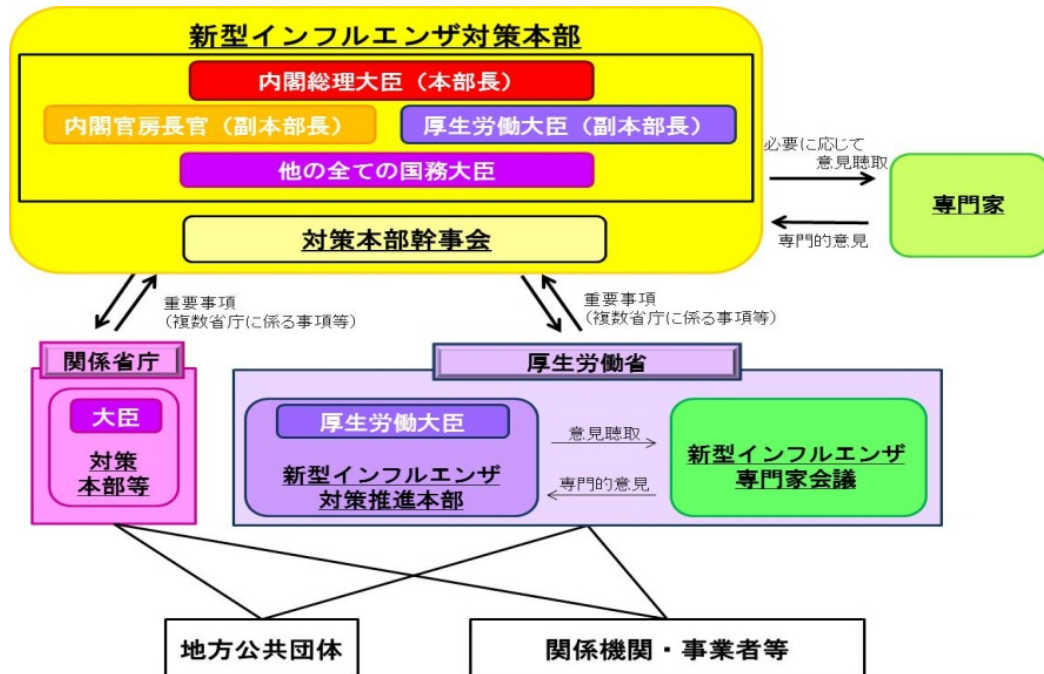 新型インフルエンザ対策本部
内閣総理大臣（本部長）
内閣官房長官（副本部長）
厚生労働大臣（副本部長）
他の全ての国務大臣
対策本部幹事会
必要に応じて
意見聴取
専門家
専門的意見
重要事項
（複数省庁に係る事項等）
重要事項
（複数省庁に係る事項等）
関係省庁
大臣
対策
本部等
厚生労働省
厚生労働大臣
新型インフルエンザ
対策推進本部
意見聴取
専門的意見
新型インフルエンザ
専門家会議
地方公共団体
関係機関・事業者等